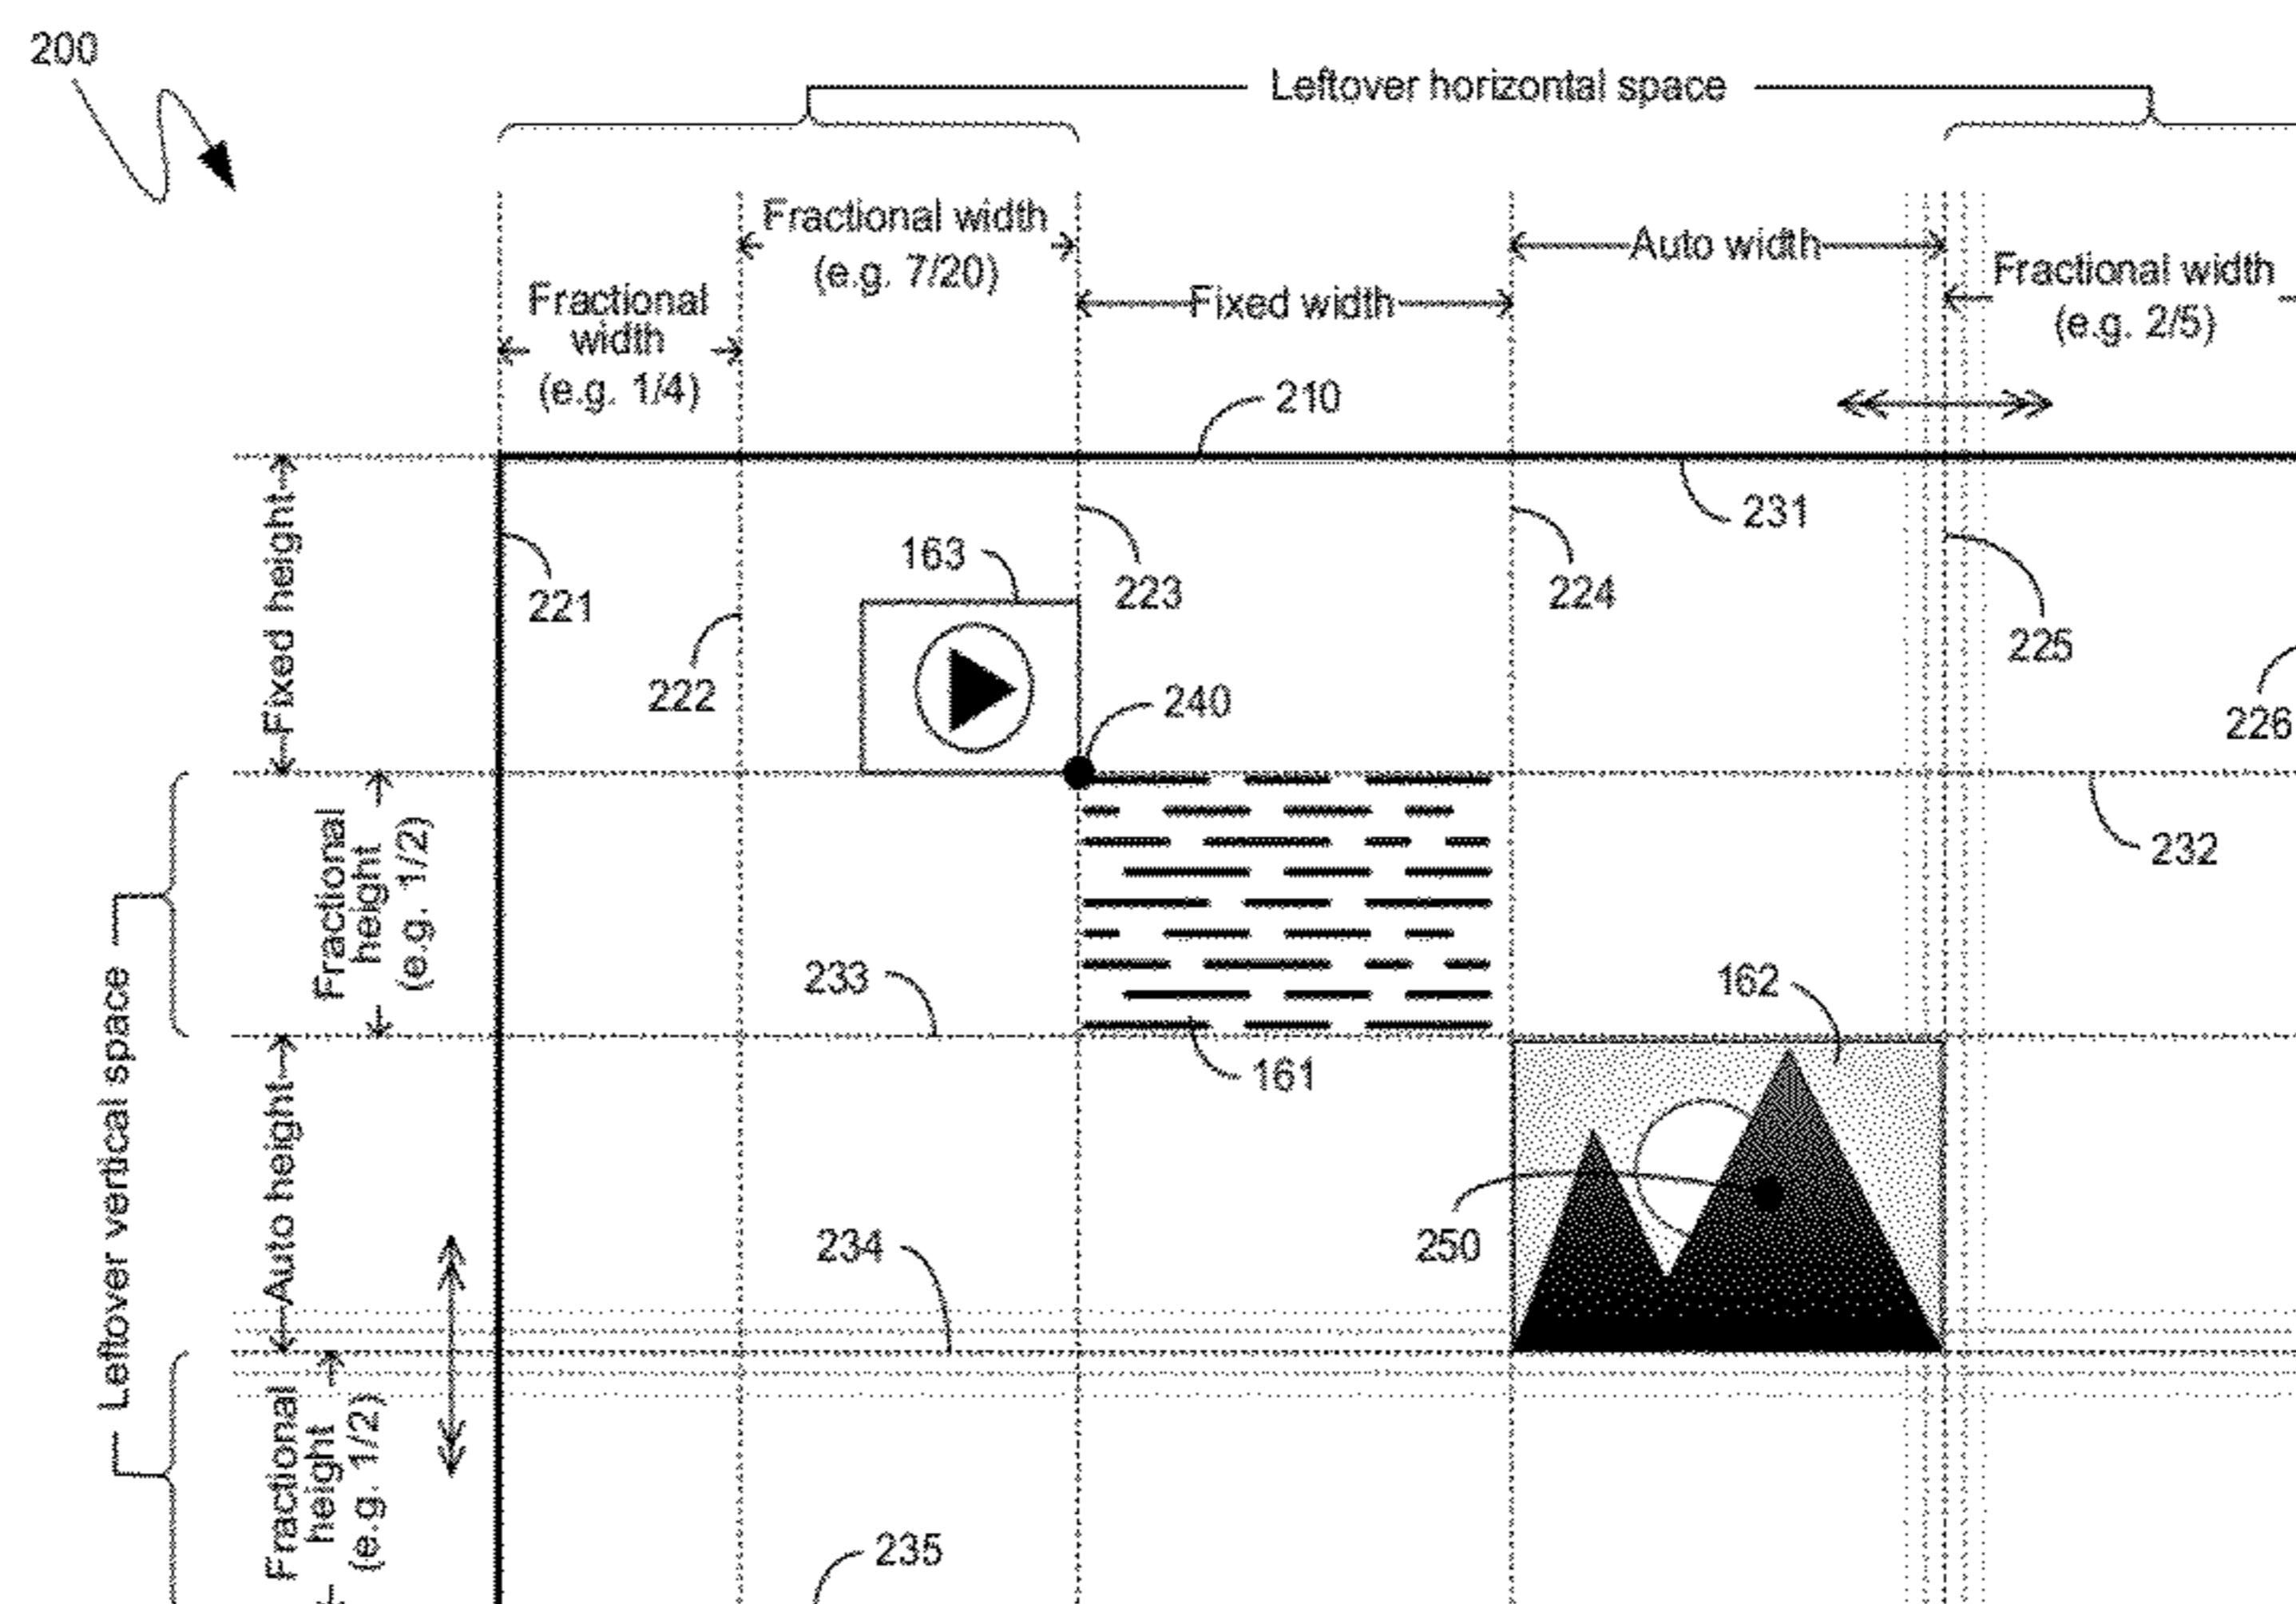 200
Leftover horizontal space
Fractional width
(e.g. 7/20)
Auto width
Fractional width
(e.g. 2/5)
Fractional
width
(e.g. 1/4)
Fixed width
210
231
Fixed height
163
221
223
224
225
222
240
226
Fractional
height
(e.g. 1/2)
232
233
162
161
Leftover vertical space
Auto height
234
250
Fractional
height
(e.g. 1/2)
235